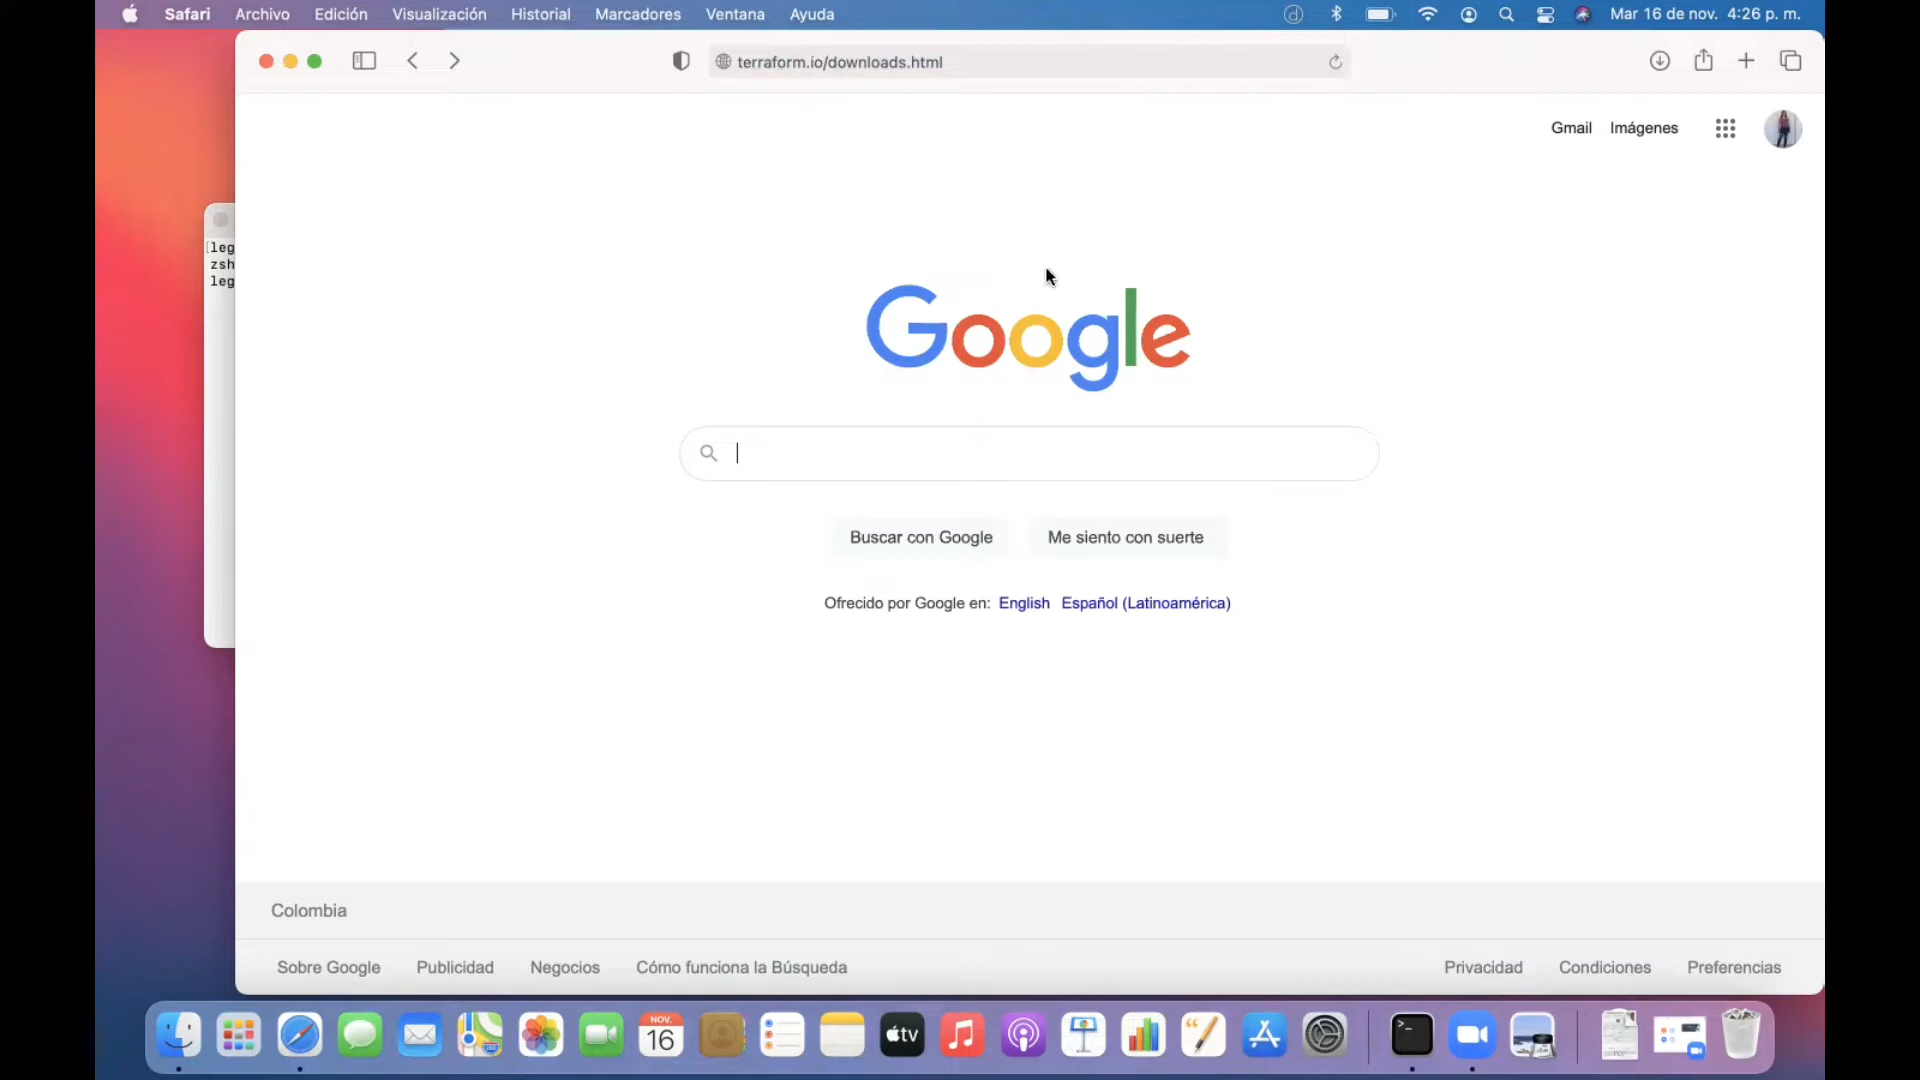 Safari Archivo Edición Visualización Historial Marcadores Ventana Ayuda Mar 16 de nov. 4:26 p. m.
terraform.io/downloads.html
Gmail Imágenes
[leg
zsh
leg
Google
Buscar con Google Me siento con suerte
Ofrecido por Google en: English Español (Latinoamérica)
Colombia
Sobre Google Publicidad Negocios Cómo funciona la Búsqueda Privacidad Condiciones Preferencias
NOV.
16
tv
>_
PDF